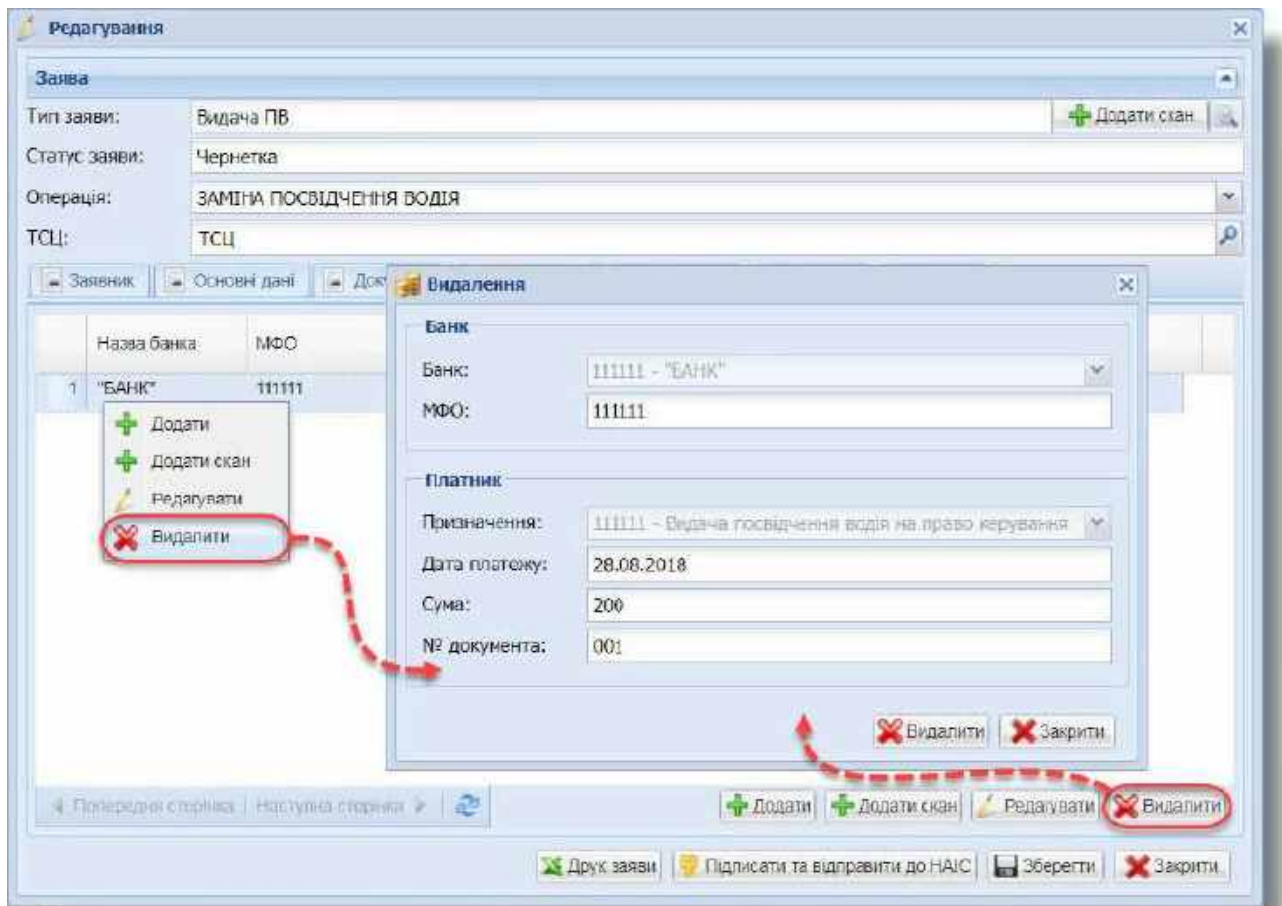 Редагування
Заява
Тип заяви: Видача ПВ Додати скан
Статус заяви: Чернетка
Операція: ЗАМІНА ПОСВІДЧЕННЯ ВОДІЯ
ТСЦ: ТСЦ
Заявник Основні дані Док
Видалення
Назва банка МФО
1 "БАНК" 111111
Додати
Додати скан
Редагувати
Видалити
Банк
Банк: 111111 - "БАНК"
МФО: 111111
Платник
Призначення: 111111 - Видача посвідчення водія на право керування
Дата платежу: 28.08.2018
Сума: 200
№ документа: 001
Видалити Закрити
Попередня сторінка Наступна сторінка Додати Додати скан Редагувати Видалити
Друк заяви Підписати та відправити до НАІС Зберегти Закрити